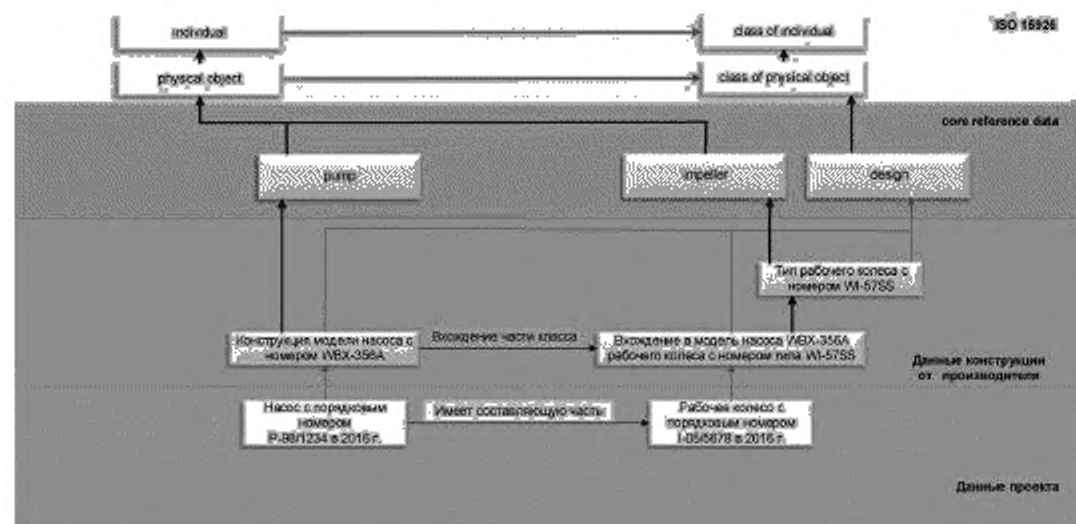 individual
class of individual
ISO 15926
physcal object
class of physical object
core reference data
pump
impeller
design
Тип рабочего колеса с
номером WI-57SS
Конструкция модели насоса с
номером WBX-356A
Вхождение части класса
Вхождение в модель насоса WBX-356A
рабочего колеса с номером типа WI-57SS
Данные конструкции
от производителя
Насос с порядковым
номером
P-98/1234 в 2016 г.
Имеет составляющую часть
Рабочее колесо с
порядковым номером
I-05/5678 в 2016 г.
Данные проекта